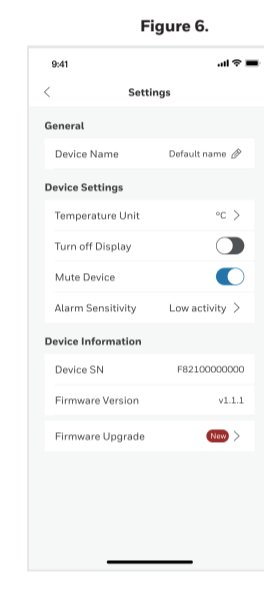 Figure 6.
9:41
Settings
General
Device Name Default name
Device Settings
Temperature Unit °C
Turn off Display
Mute Device
Alarm Sensitivity Low activity
Device Information
Device SN F82100000000
Firmware Version v1.1.1
Firmware Upgrade New